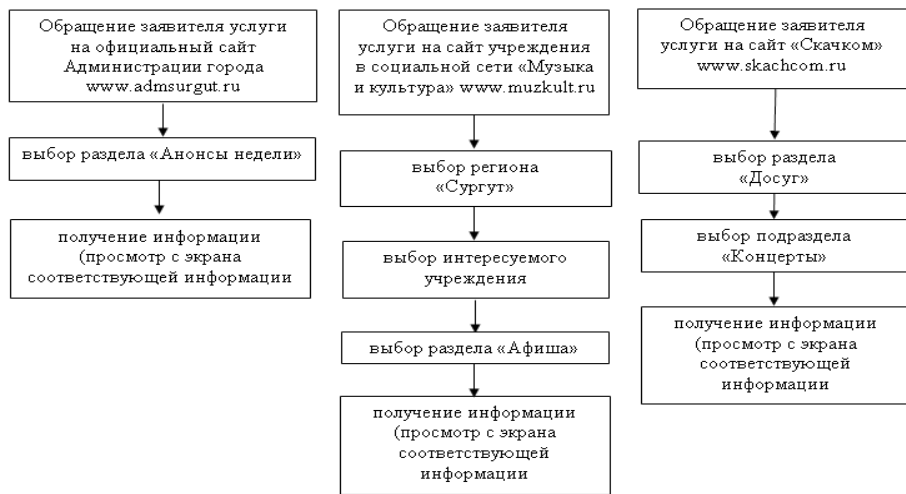 Обращение заявителя услуги
на официальный сайт
Администрации города
www.admsurgut.ru
выбор раздела «Анонсы недели»
получение информации
(просмотр с экрана
соответствующей информации
Обращение заявителя
услуги на сайт учреждения
в социальной сети «Музыка
и культура» www.muzkult.ru
выбор региона
«Сургут»
выбор интересуемого
учреждения
выбор раздела «Афиша»
получение информации
(просмотр с экрана
соответствующей
информации
Обращение заявителя
услуги на сайт «Скачком»
www.skachcom.ru
выбор раздела
«Досуг»
выбор подраздела
«Концерты»
получение информации
(просмотр с экрана
соответствующей
информации